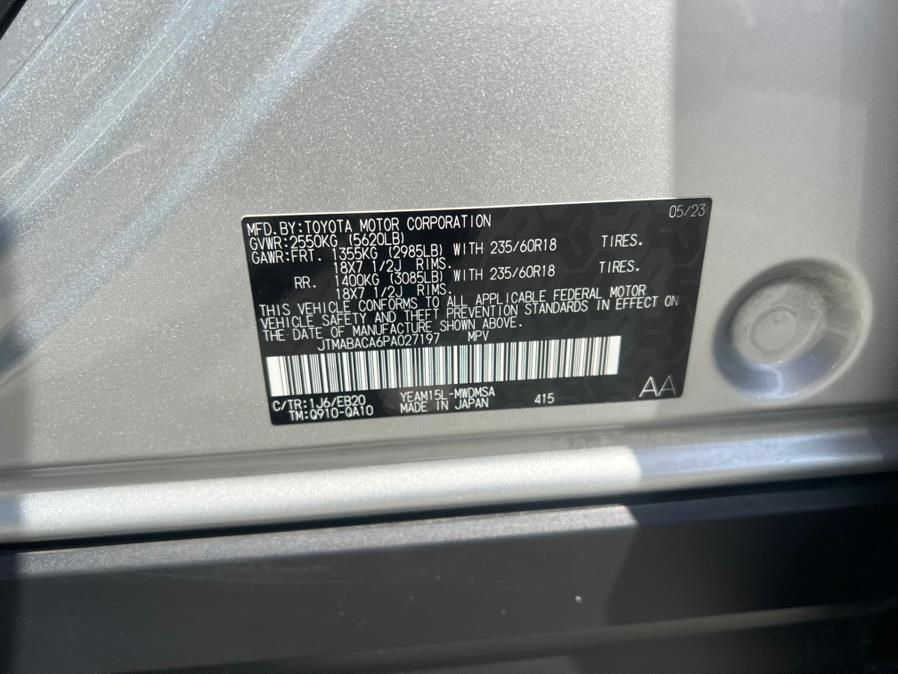 05/23
MFD. BY: TOYOTA MOTOR CORPORATION
GVWR: 2550KG (5620LB)
GAWR: FRT. 1355KG (2985LB) WITH 235/60R18 TIRES.
18X7 1/2J RIMS.
RR. 1400KG (3085LB) WITH 235/60R18 TIRES.
18X7 1/2J RIMS.
THIS VEHICLE CONFORMS TO ALL APPLICABLE FEDERAL MOTOR
VEHICLE SAFETY AND THEFT PREVENTION STANDARDS IN EFFECT ON
THE DATE OF MANUFACTURE SHOWN ABOVE.
JTMABACA6PA027197 MPV
C/TR: 1J6/EB20 YEAM15L-MWDMSA 415 AA
TM: Q910-QA10 MADE IN JAPAN